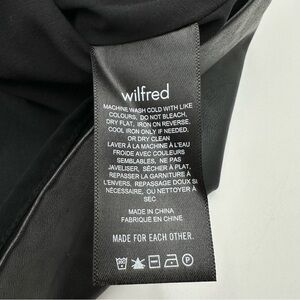 wilfred
MACHINE WASH COLD WITH LIKE
COLOURS, DO NOT BLEACH,
DRY FLAT, IRON ON REVERSE,
COOL IRON ONLY IF NEEDED,
OR DRY CLEAN
LAVER À LA MACHINE À L'EAU
FROIDE AVEC COULEURS
SEMBLABLES, NE PAS
JAVELISER, SÉCHER À PLAT,
REPASSER LA GARNITURE À
L'ENVERS, REPASSAGE DOUX SI
NÉCESSAIRE, OU NETTOYER À
SEC
MADE IN CHINA
FABRIQUÉ EN CHINE
MADE FOR EACH OTHER.
P